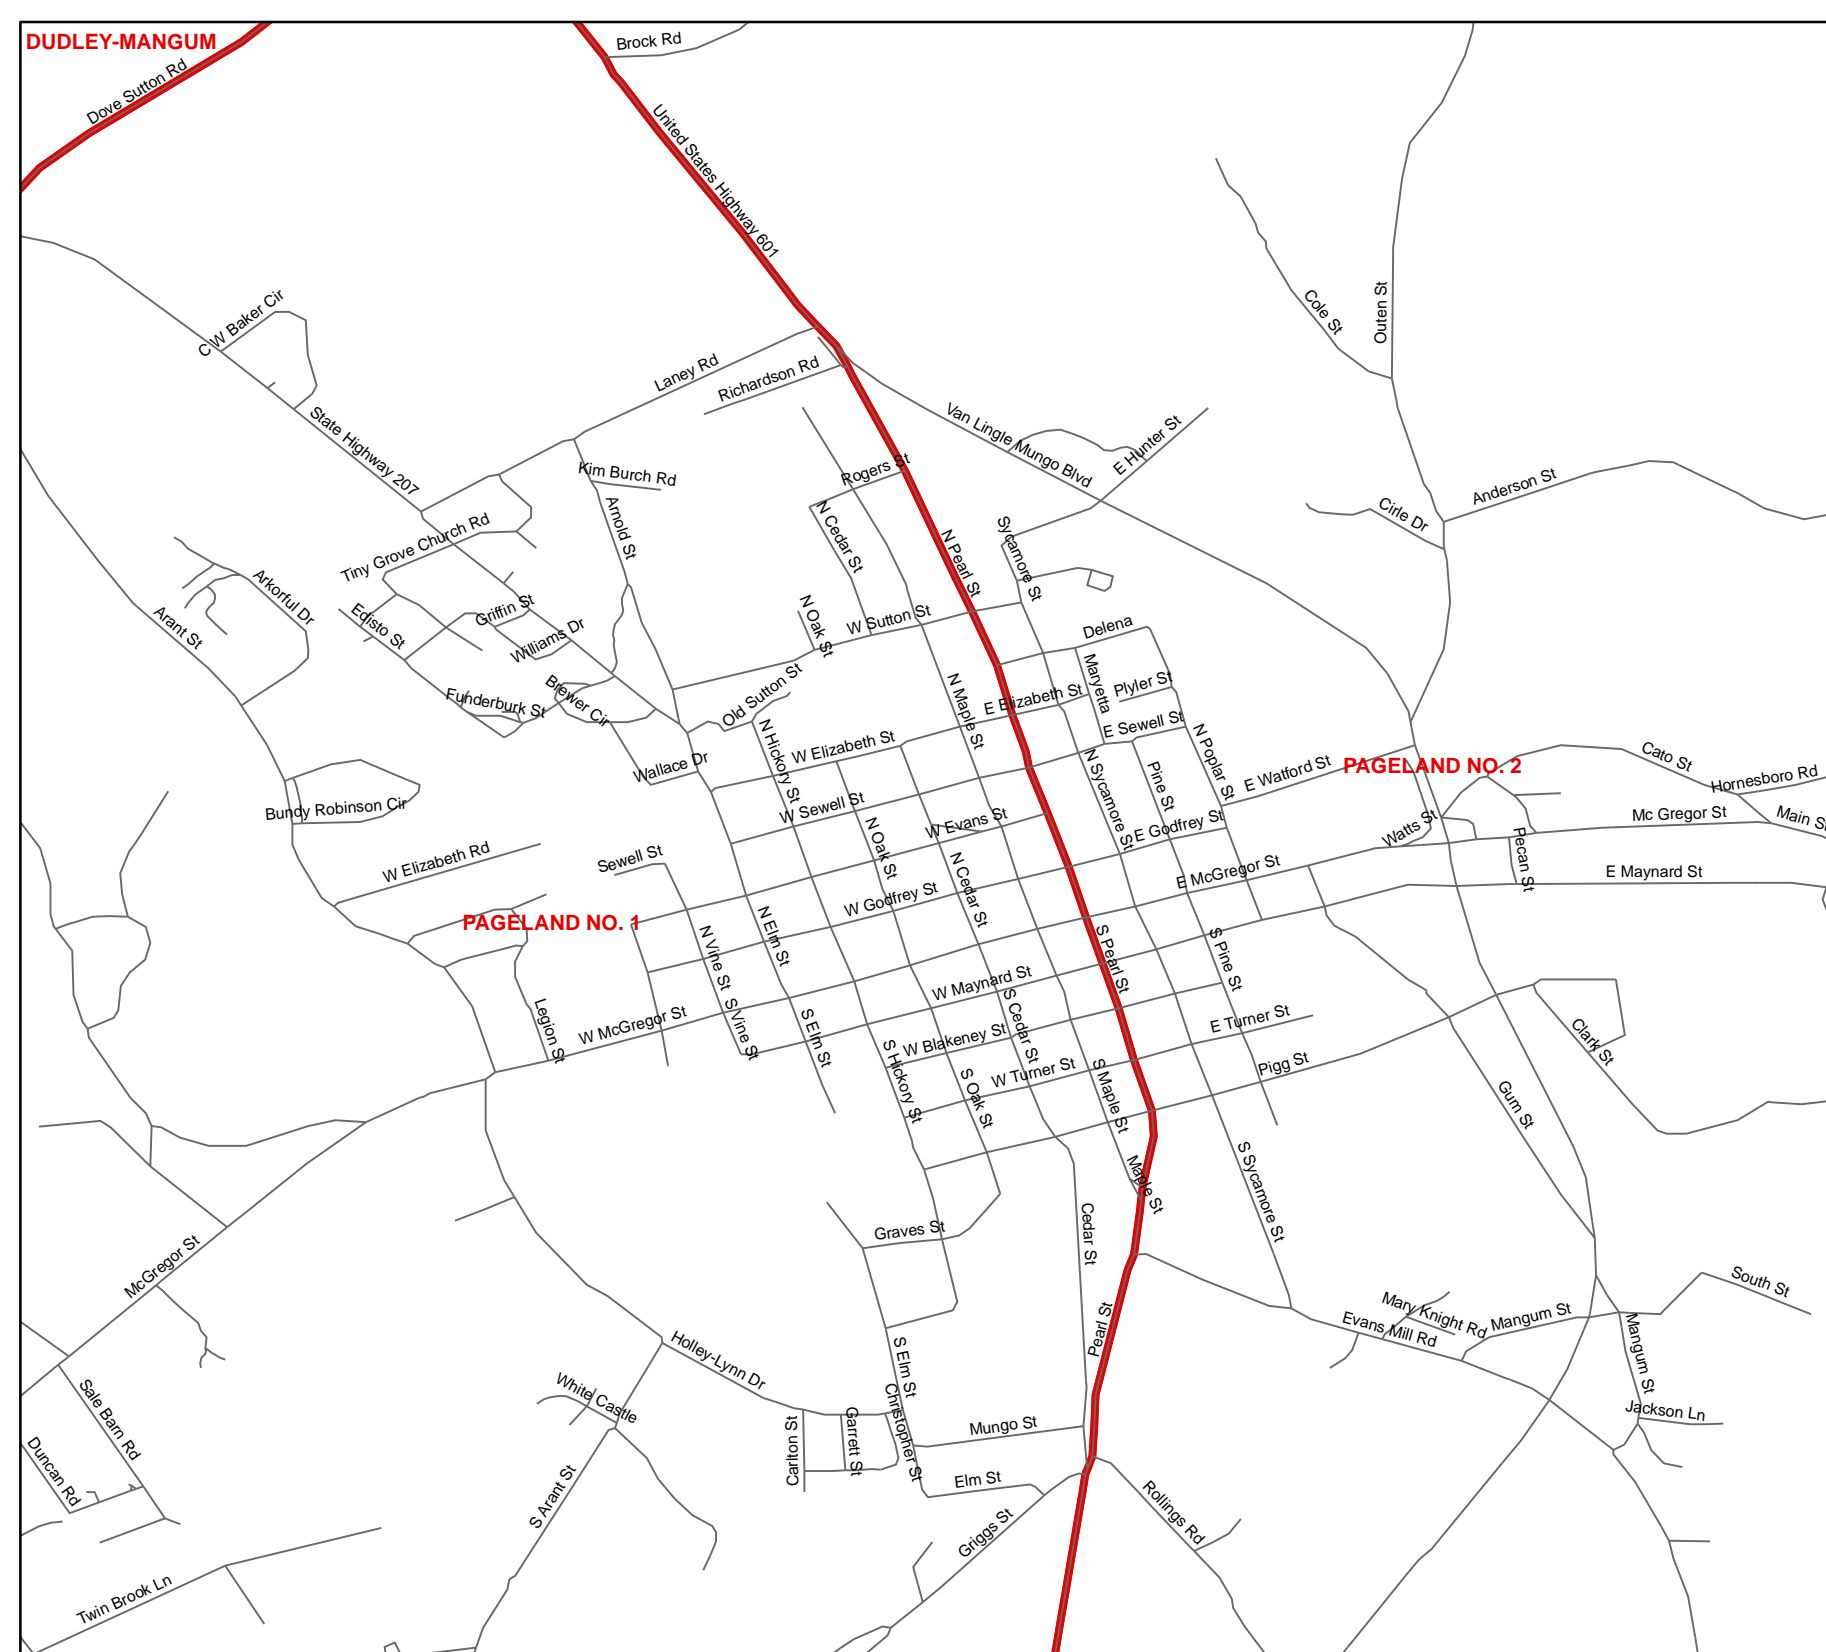 DUDLEY-MANGUM
Dove Sutton Rd
Brock Rd
United States Highway 601
C W Baker Cir
Cole St
Outen St
Laney Rd
Richardson Rd
State Highway 207
Van Lingle Mungo Blvd
E Hunter St
Kim Burch Rd
Rogers St
Anderson St
Cirle Dr
Arnold St
N Cedar St
N Pearl St
Sycamore St
Tiny Grove Church Rd
Arkorful Dr
Arant St
Edisto St
Griffin St
Williams Dr
N Oak St
W Sutton St
Delena
Maryetta
Plyler St
Funderburk St
Brewer Cir
Old Sutton St
N Maple St
E Elizabeth St
E Sewell St
N Hickory St
W Elizabeth St
Wallace Dr
N Sycamore St
Pine St
N Poplar St
E Watford St
PAGELAND NO. 2
Cato St
Hornesboro Rd
Bundy Robinson Cir
W Sewell St
W Evans St
E Godfrey St
Watts St
Mc Gregor St
Main S
W Elizabeth Rd
Sewell St
N Oak St
N Cedar St
Pecan St
E McGregor St
E Maynard St
PAGELAND NO. 1
W Godfrey St
N Vine St
N Elm St
S Pearl St
S Pine St
W Maynard St
Legion St
W McGregor St
S Vine St
S Elm St
S Cedar St
W Blakeney St
E Turner St
Clark St
S Hickory St
W Turner St
S Oak St
S Maple St
Pigg St
Gum St
Maple St
S Sycamore St
Graves St
Cedar St
McGregor St
Pearl St
South St
Mary Knight Rd
Mangum St
Evans Mill Rd
Mangum St
Holley-Lynn Dr
S Elm St
White Castle
Sale Barn Rd
Christopher St
Carlton St
Garrett St
Mungo St
Jackson Ln
Duncan Rd
S Arant St
Elm St
Griggs St
Rollings Rd
Twin Brook Ln